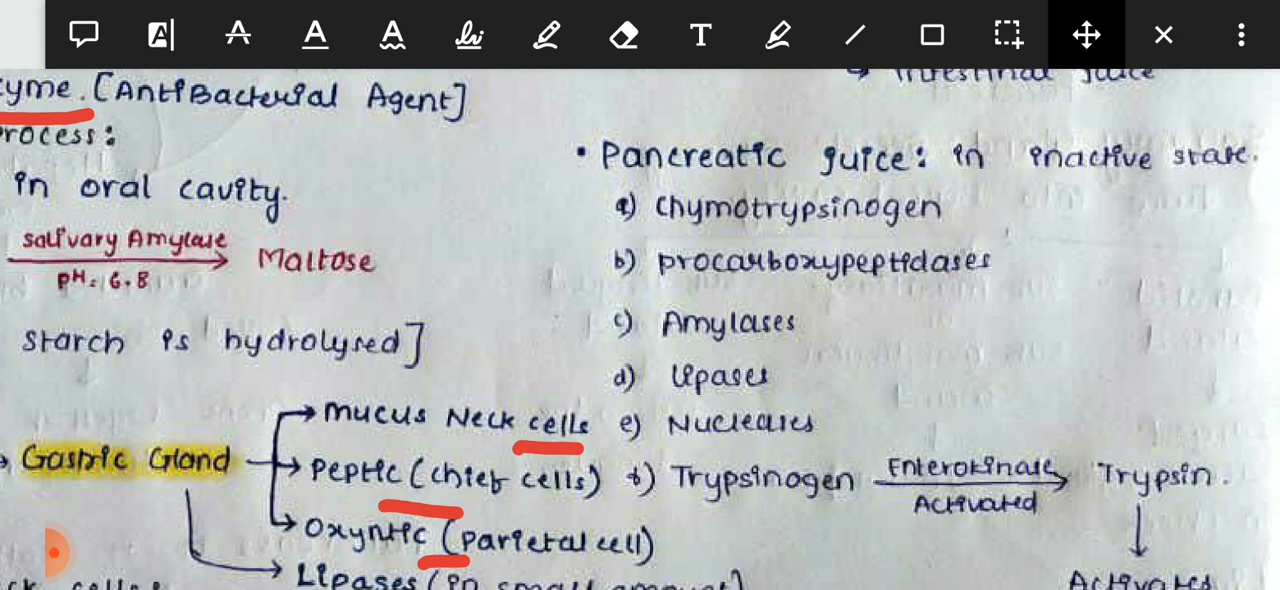 zyme. [AntiBacterial Agent]
rocess:
in oral cavity.
salivary Amylase
pH = 6.8
Maltose
starch is hydrolysed]
Gastric Gland
Mucus Neck cells
Peptic (chief cells)
Oxyntic (parietal cell)
Lipases (in small amount)
Intestinal Juice
• Pancreatic Juice: in inactive state.
a) Chymotrypsinogen
b) procarboxypeptidases
c) Amylases
d) Lipases
e) Nucleases
f) Trypsinogen
Enterokinase
Activated
Trypsin.
Activates